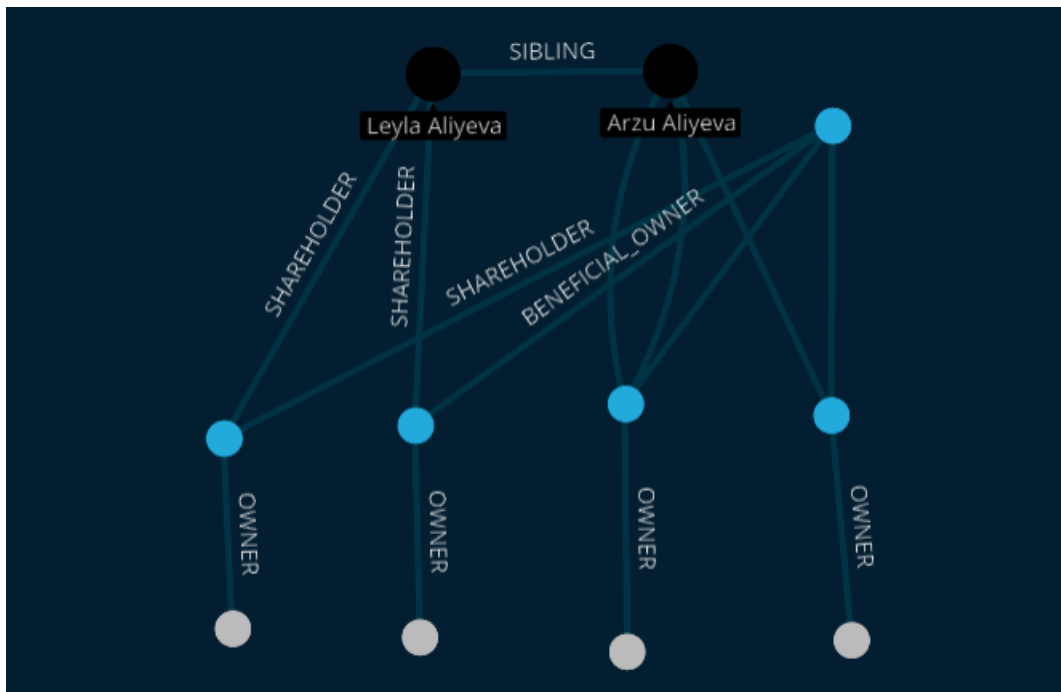 SIBLING
Leyla Aliyeva
Arzu Aliyeva
SHAREHOLDER
SHAREHOLDER
SHAREHOLDER
BENEFICIAL_OWNER
OWNER
OWNER
OWNER
OWNER